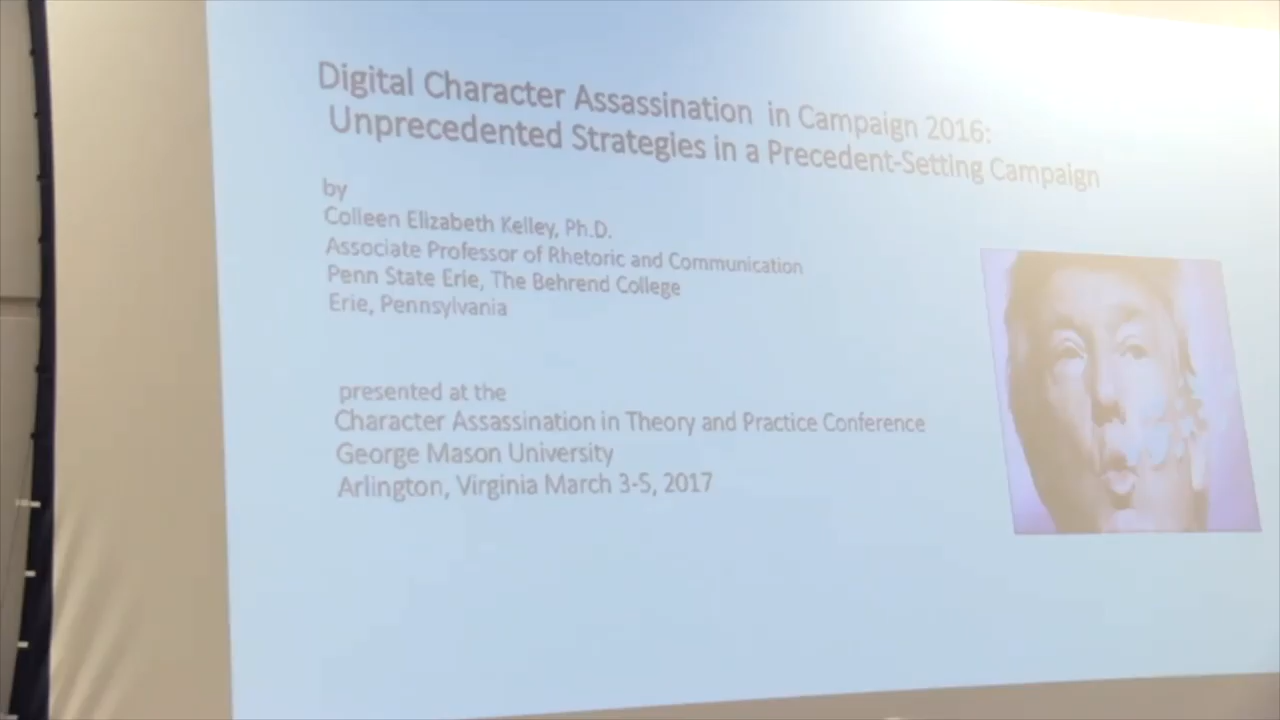 Digital Character Assassination in Campaign 2016:
Unprecedented Strategies in a Precedent-Setting Campaign
by
Colleen Elizabeth Kelley, Ph.D.
Associate Professor of Rhetoric and Communication
Penn State Erie, The Behrend College
Erie, Pennsylvania
presented at the
Character Assassination in Theory and Practice Conference
George Mason University
Arlington, Virginia March 3-5, 2017